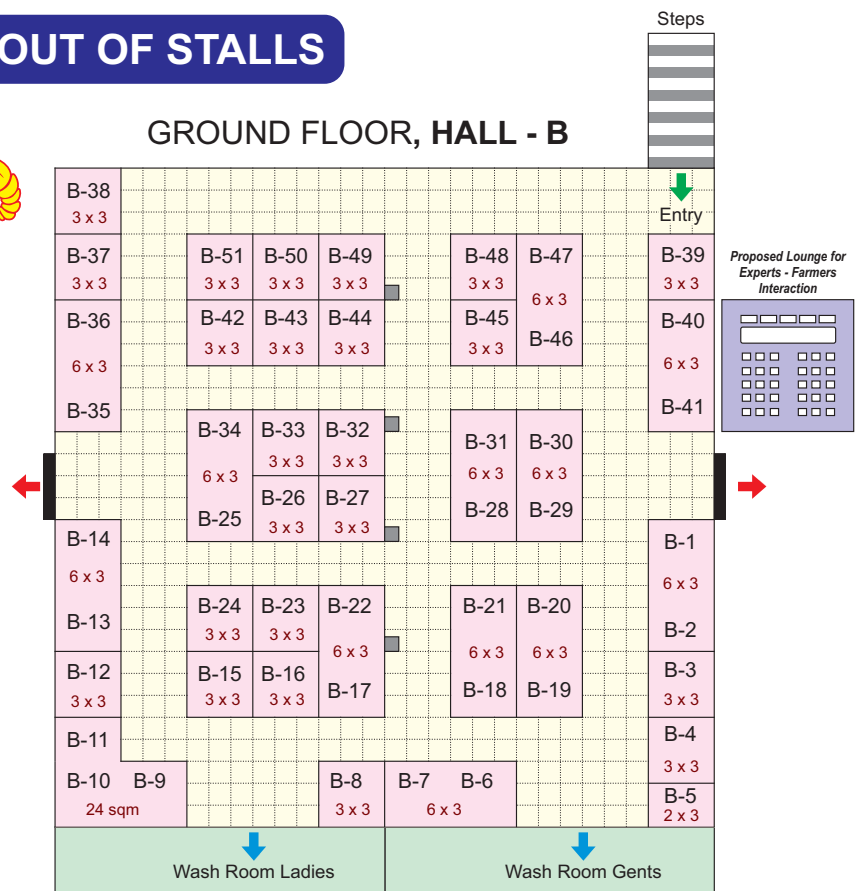 OUT OF STALLS
Steps
GROUND FLOOR, HALL - B
Entry
B-38
3 x 3
B-37
3 x 3
B-36
6 x 3
B-35
B-51
3 x 3
B-50
3 x 3
B-49
3 x 3
B-42
3 x 3
B-43
3 x 3
B-44
3 x 3
B-48
3 x 3
B-45
3 x 3
B-47
6 x 3
B-46
B-39
3 x 3
B-40
6 x 3
B-41
Proposed Lounge for
Experts - Farmers
Interaction
B-34
6 x 3
B-25
B-33
3 x 3
B-32
3 x 3
B-26
3 x 3
B-27
3 x 3
B-31
6 x 3
B-28
B-30
6 x 3
B-29
B-14
6 x 3
B-13
B-12
3 x 3
B-11
B-10 B-9
24 sqm
B-24
3 x 3
B-23
3 x 3
B-22
6 x 3
B-17
B-15
3 x 3
B-16
3 x 3
B-21
6 x 3
B-18
B-20
6 x 3
B-19
B-1
6 x 3
B-2
B-3
3 x 3
B-4
3 x 3
B-5
2 x 3
B-8
3 x 3
B-7 B-6
6 x 3
Wash Room Ladies
Wash Room Gents